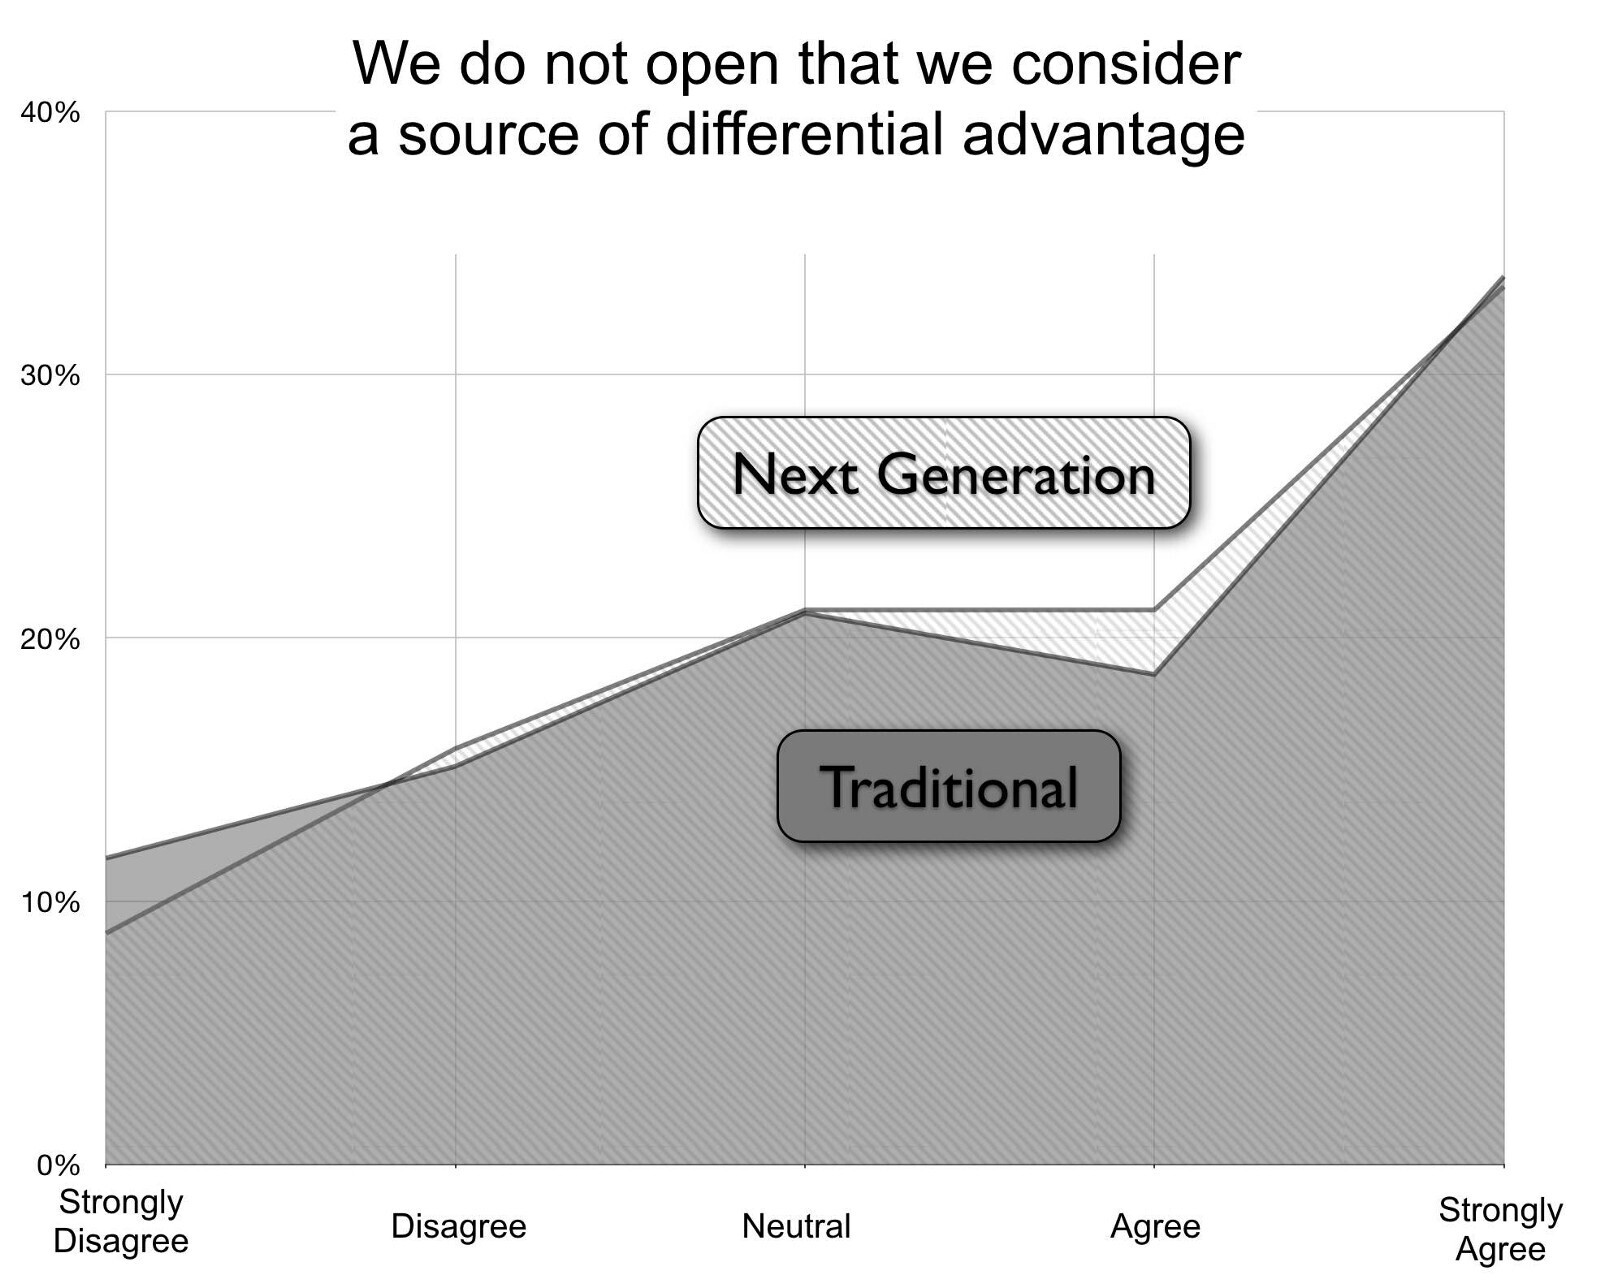 We do not open that we consider
a source of differential advantage
40%
30%
20%
10%
0%
Next Generation
Traditional
Strongly
Disagree
Disagree
Neutral
Agree
Strongly
Agree